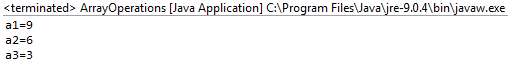 <terminated> ArrayOperations [Java Application] C:\Program Files\Java\jre-9.0.4\bin\javaw.exe
a1=9
a2=6
a3=3